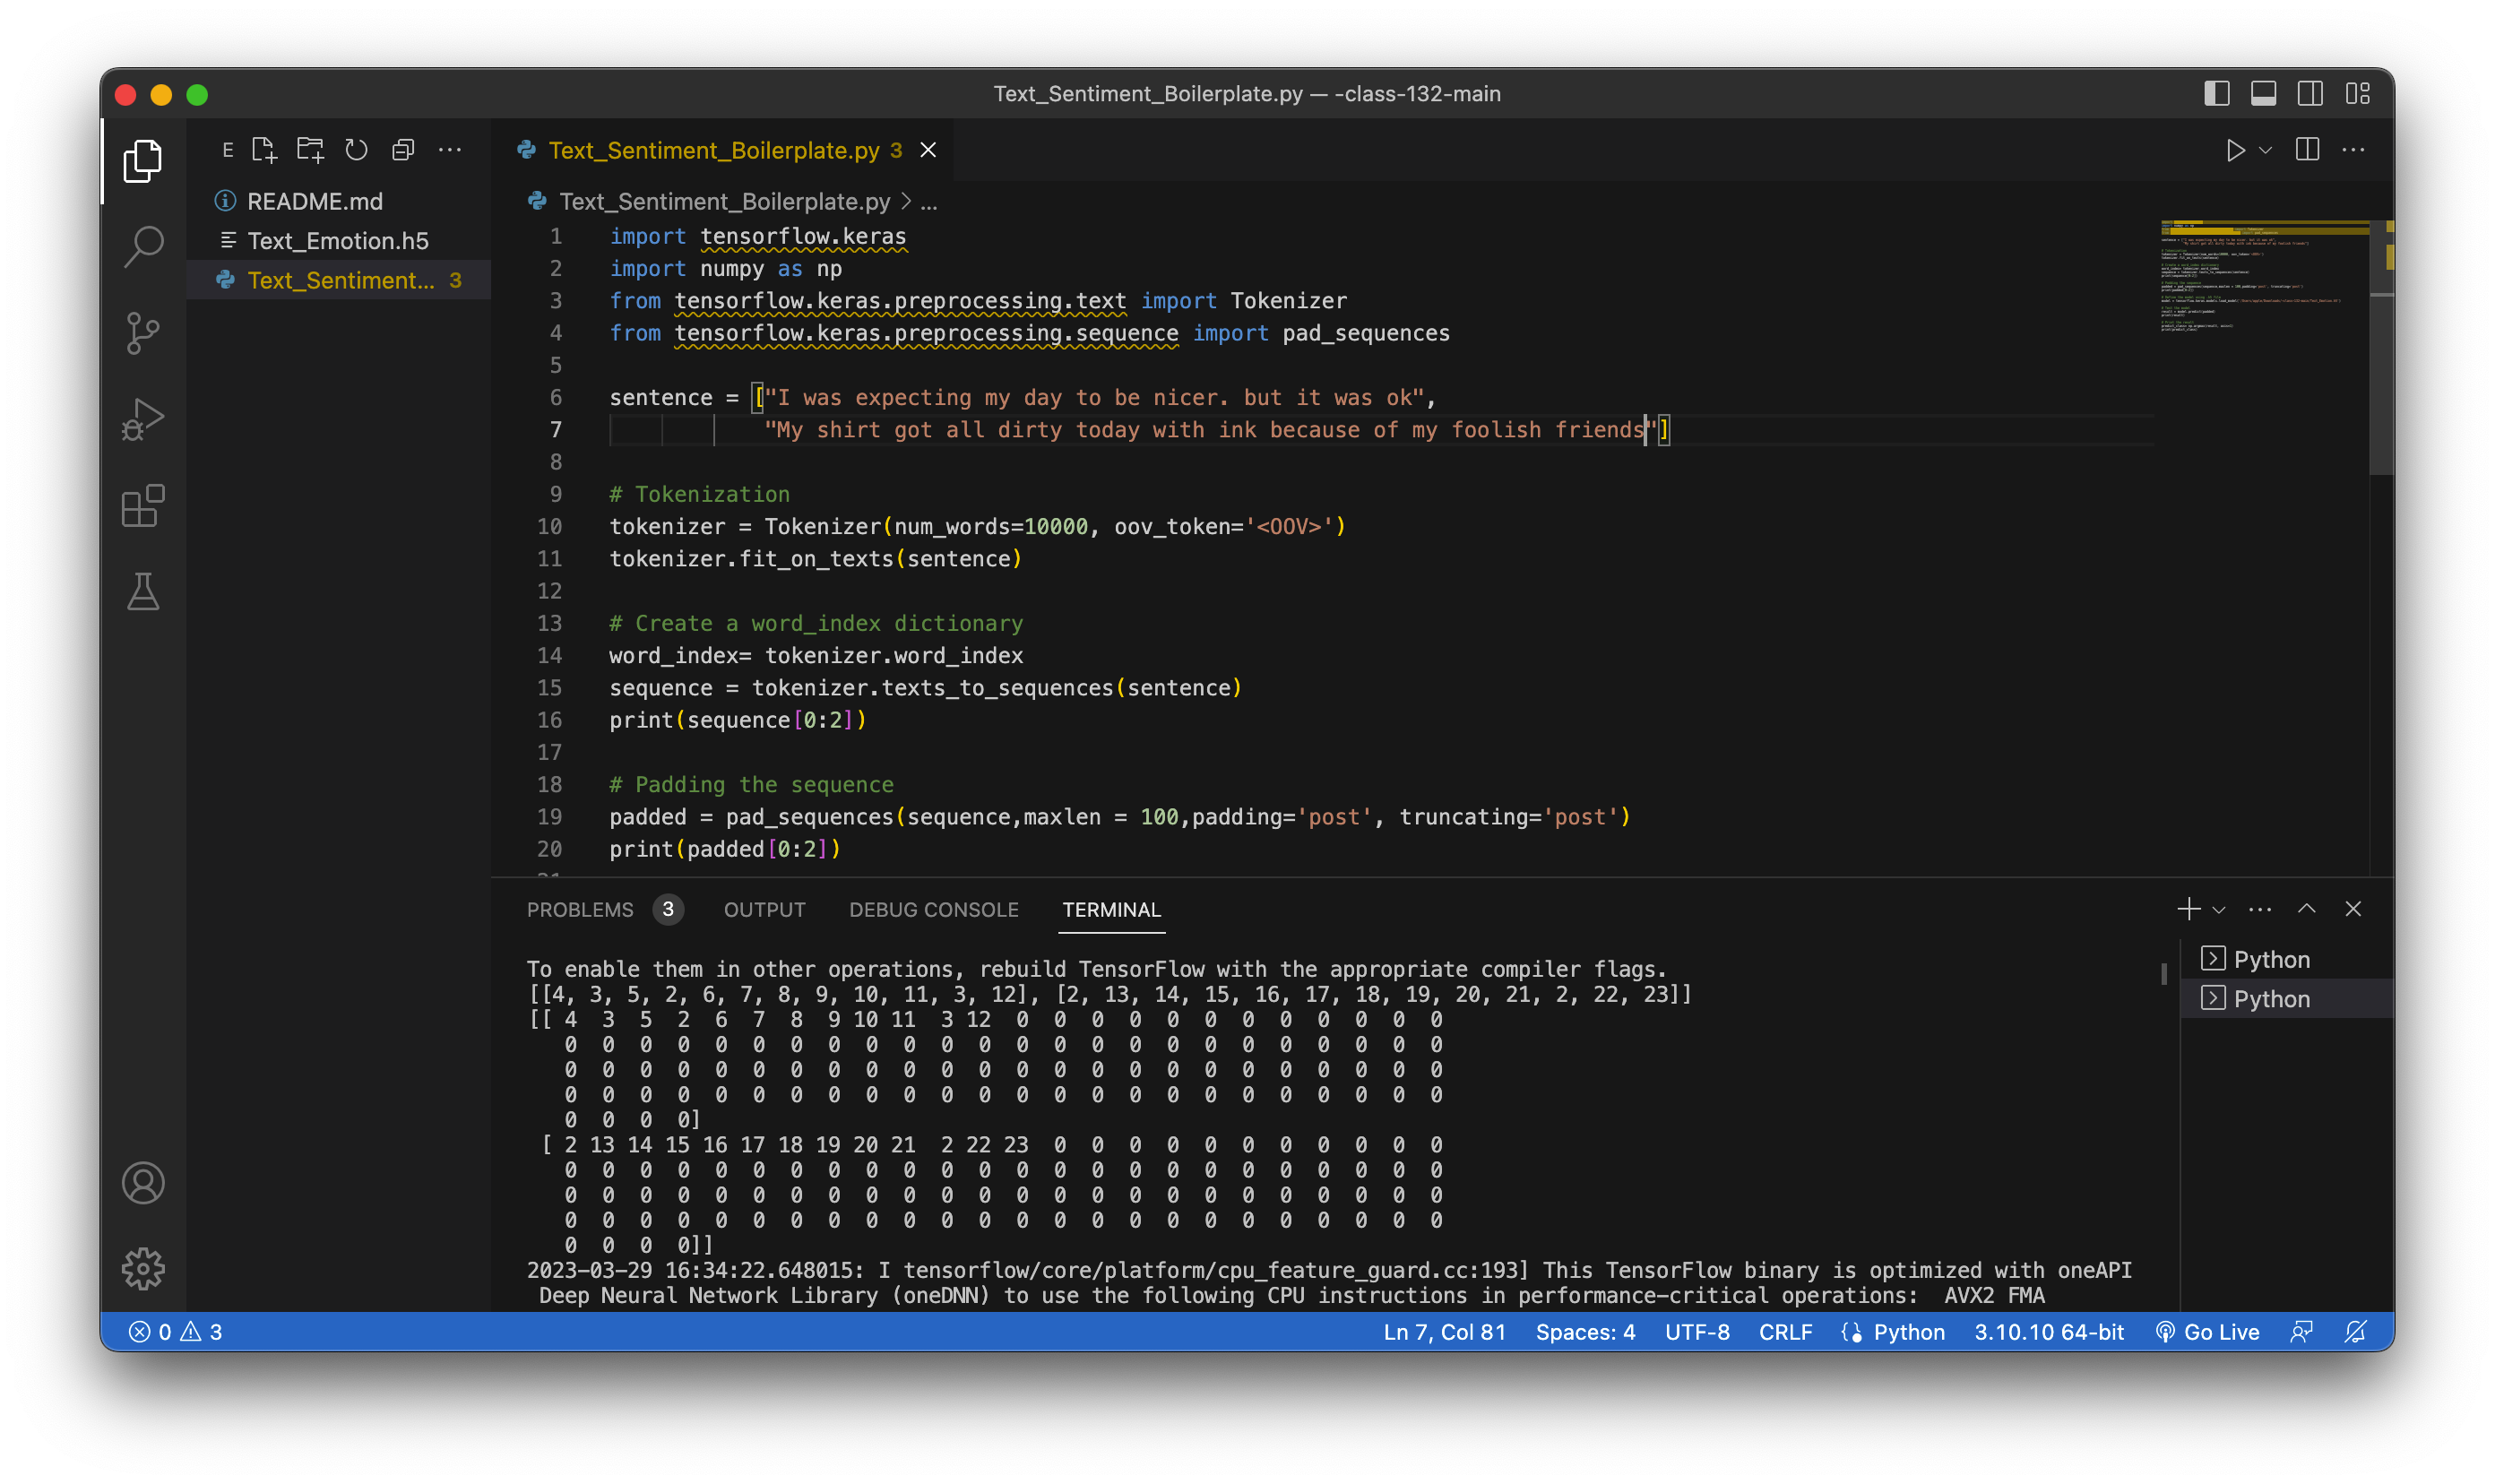 Text_Sentiment_Boilerplate.py — -class-132-main
E
README.md
Text_Emotion.h5
Text_Sentiment... 3
Text_Sentiment_Boilerplate.py 3
Text_Sentiment_Boilerplate.py > ...
1 import tensorflow.keras
2 import numpy as np
3 from tensorflow.keras.preprocessing.text import Tokenizer
4 from tensorflow.keras.preprocessing.sequence import pad_sequences
5
6 sentence = ["I was expecting my day to be nicer. but it was ok",
7 "My shirt got all dirty today with ink because of my foolish friends"]
8
9 # Tokenization
10 tokenizer = Tokenizer(num_words=10000, oov_token='<OOV>')
11 tokenizer.fit_on_texts(sentence)
12
13 # Create a word_index dictionary
14 word_index= tokenizer.word_index
15 sequence = tokenizer.texts_to_sequences(sentence)
16 print(sequence[0:2])
17
18 # Padding the sequence
19 padded = pad_sequences(sequence,maxlen = 100,padding='post', truncating='post')
20 print(padded[0:2])
PROBLEMS 3 OUTPUT DEBUG CONSOLE TERMINAL
To enable them in other operations, rebuild TensorFlow with the appropriate compiler flags.
[[4, 3, 5, 2, 6, 7, 8, 9, 10, 11, 3, 12], [2, 13, 14, 15, 16, 17, 18, 19, 20, 21, 2, 22, 23]]
[[ 4  3  5  2  6  7  8  9 10 11  3 12  0  0  0  0  0  0  0  0  0  0  0  0
   0  0  0  0  0  0  0  0  0  0  0  0  0  0  0  0  0  0  0  0  0  0  0  0
   0  0  0  0  0  0  0  0  0  0  0  0  0  0  0  0  0  0  0  0  0  0  0  0
   0  0  0  0  0  0  0  0  0  0  0  0  0  0  0  0  0  0  0  0  0  0  0  0
   0  0  0  0]
 [ 2 13 14 15 16 17 18 19 20 21  2 22 23  0  0  0  0  0  0  0  0  0  0  0
   0  0  0  0  0  0  0  0  0  0  0  0  0  0  0  0  0  0  0  0  0  0  0  0
   0  0  0  0  0  0  0  0  0  0  0  0  0  0  0  0  0  0  0  0  0  0  0  0
   0  0  0  0  0  0  0  0  0  0  0  0  0  0  0  0  0  0  0  0  0  0  0  0
   0  0  0  0]]
2023-03-29 16:34:22.648015: I tensorflow/core/platform/cpu_feature_guard.cc:193] This TensorFlow binary is optimized with oneAPI
 Deep Neural Network Library (oneDNN) to use the following CPU instructions in performance-critical operations:  AVX2 FMA
Python
Python
0 3 Ln 7, Col 81 Spaces: 4 UTF-8 CRLF Python 3.10.10 64-bit Go Live